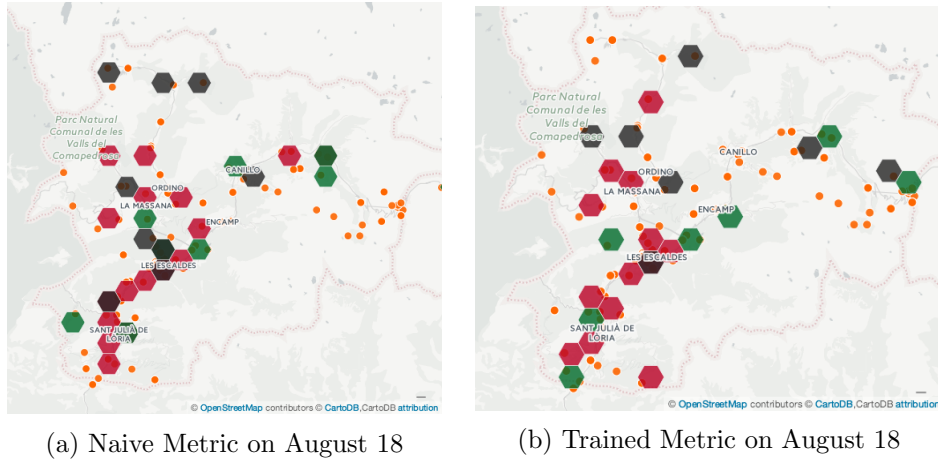 Parc Natural
Comunal de les
Valls del
Comapedrosa
CANILLO
ORDINO
LA MASSANA
ENCAMP
LES ESCALDES
SANT JULIÀ DE
LÒRIA
© OpenStreetMap contributors © CartoDB,CartoDB attribution
(a) Naive Metric on August 18
Parc Natural
Comunal de les
Valls del
Comapedrosa
CANILLO
ORDINO
LA MASSANA
ENCAMP
LES ESCALDES
SANT JULIÀ DE
LÒRIA
© OpenStreetMap contributors © CartoDB,CartoDB attribution
(b) Trained Metric on August 18